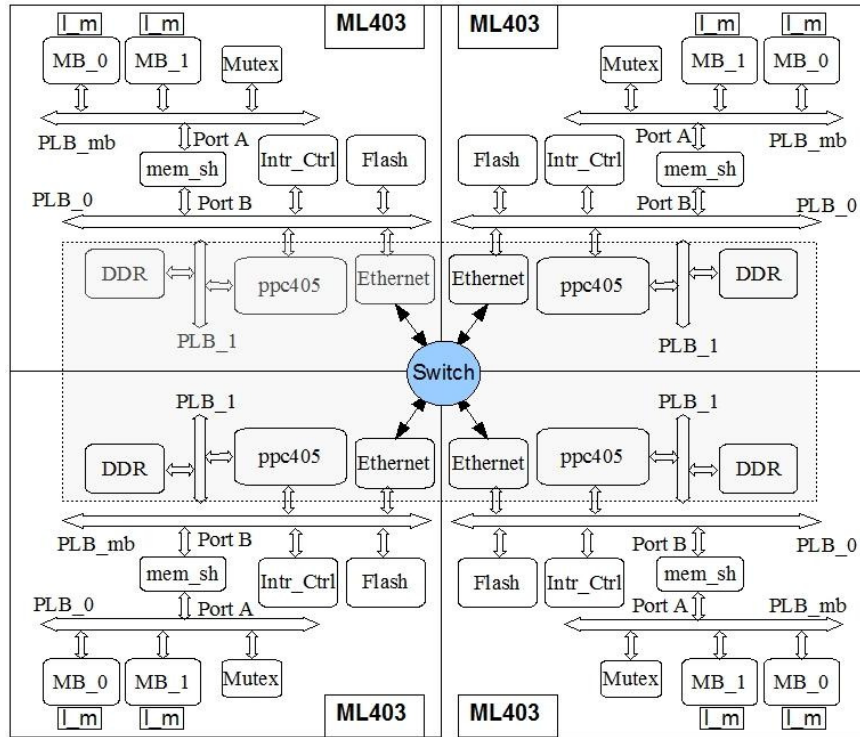 l_m l_m ML403 ML403 l_m l_m
MB_0 MB_1 Mutex Mutex MB_1 MB_0
PLB_mb Port A Port A PLB_mb
mem_sh Intr_Ctrl Flash Flash Intr_Ctrl mem_sh
PLB_0 Port B Port B PLB_0
DDR ppc405 Ethernet Ethernet ppc405 DDR
PLB_1 PLB_1
Switch
PLB_1 PLB_1
DDR ppc405 Ethernet Ethernet ppc405 DDR
PLB_mb Port B Port B PLB_0
mem_sh Intr_Ctrl Flash Flash Intr_Ctrl mem_sh
PLB_0 Port A Port A PLB_mb
MB_0 MB_1 Mutex Mutex MB_1 MB_0
l_m l_m ML403 ML403 l_m l_m